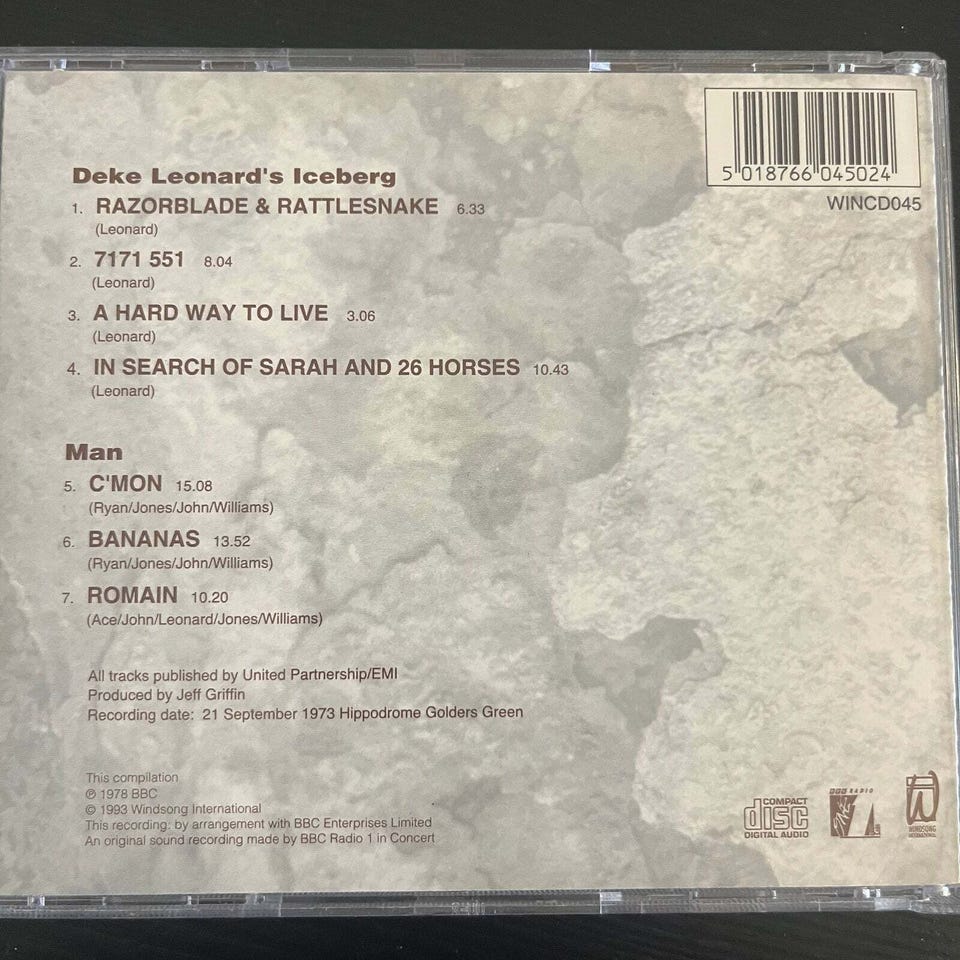 5 018766 045024
WINCD045
Deke Leonard's Iceberg
1. RAZORBLADE & RATTLESNAKE 6.33
(Leonard)
2. 7171 551 8.04
(Leonard)
3. A HARD WAY TO LIVE 3.06
(Leonard)
4. IN SEARCH OF SARAH AND 26 HORSES 10.43
(Leonard)
Man
5. C'MON 15.08
(Ryan/Jones/John/Williams)
6. BANANAS 13.52
(Ryan/Jones/John/Williams)
7. ROMAIN 10.20
(Ace/John/Leonard/Jones/Williams)
All tracks published by United Partnership/EMI
Produced by Jeff Griffin
Recording date: 21 September 1973 Hippodrome Golders Green
This compilation
℗ 1978 BBC
© 1993 Windsong International
This recording: by arrangement with BBC Enterprises Limited
An original sound recording made by BBC Radio 1 in Concert
COMPACT
disc
DIGITAL AUDIO
BBC RADIO
1
WINDSONG
INTERNATIONAL